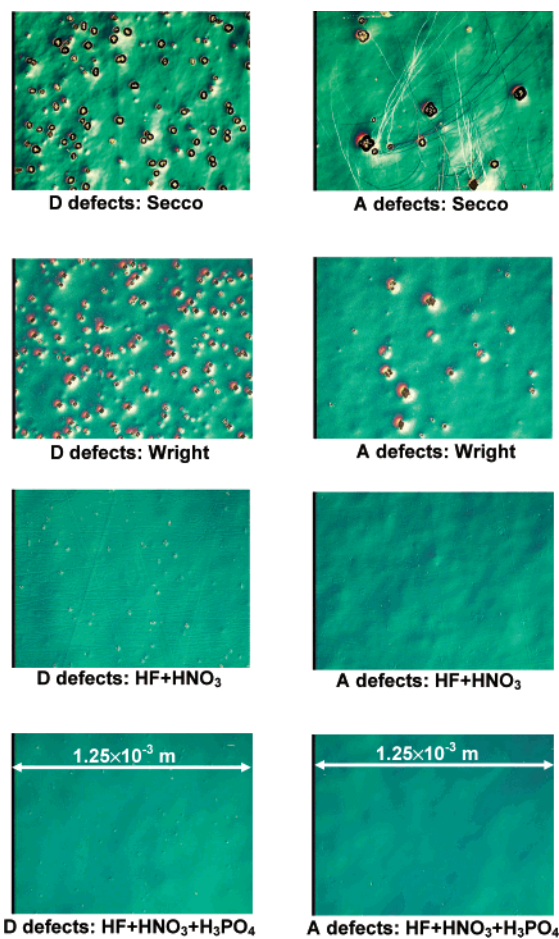 D defects: Secco
A defects: Secco
D defects: Wright
A defects: Wright
D defects: HF+HNO₃
A defects: HF+HNO₃
1.25×10⁻³ m
1.25×10⁻³ m
D defects: HF+HNO₃+H₃PO₄
A defects: HF+HNO₃+H₃PO₄